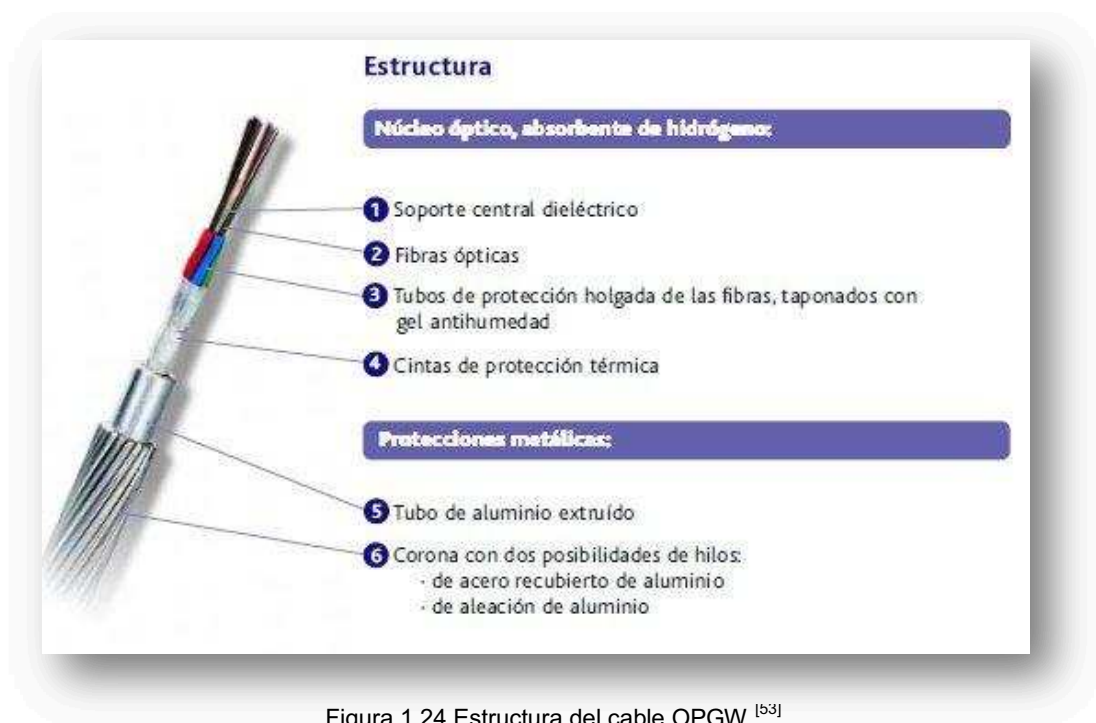 Estructura
Núcleo óptico, absorbente de hidrógeno:
1 Soporte central dieléctrico
2 Fibras ópticas
3 Tubos de protección holgada de las fibras, taponados con
gel antihumedad
4 Cintas de protección térmica
Protecciones metálicas:
5 Tubo de aluminio extruído
6 Corona con dos posibilidades de hilos:
· de acero recubierto de aluminio
· de aleación de aluminio
Figura 1.24 Estructura del cable OPGW [53]